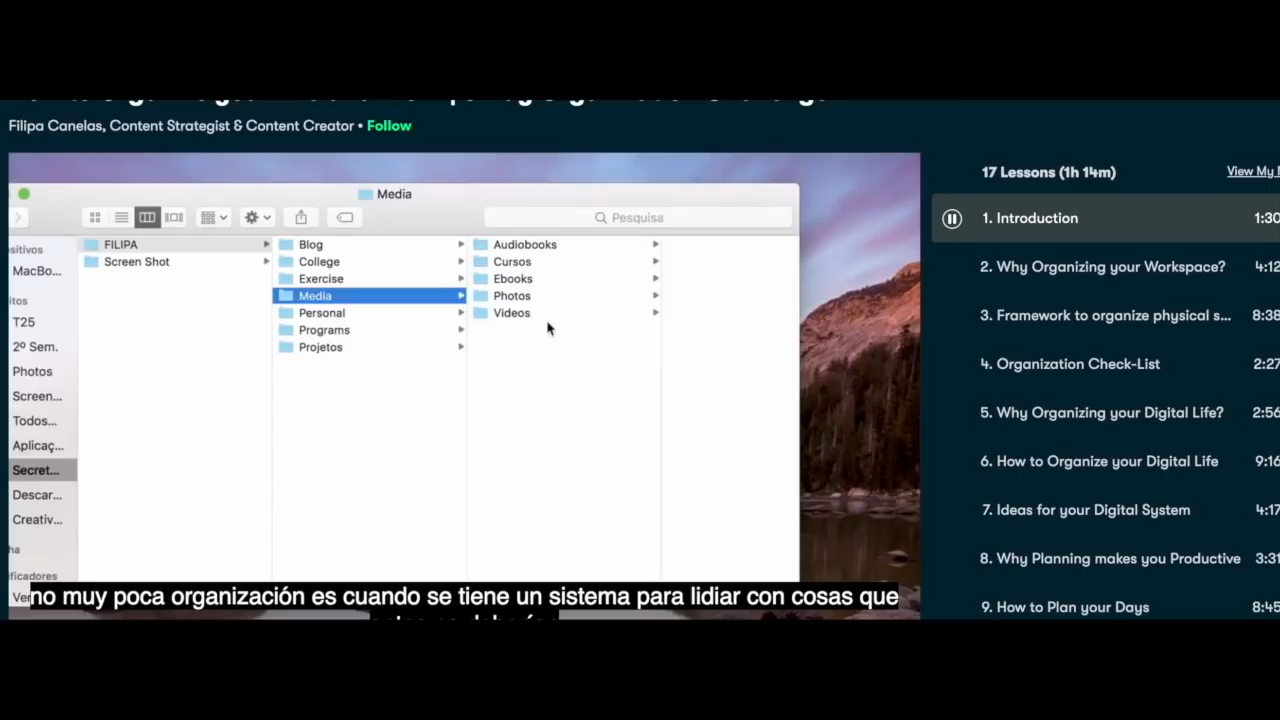 Filipa Canelas, Content Strategist & Content Creator • Follow
Media
Pesquisa
MacBo...
T25
2º Sem.
Photos
Screen...
Todos...
Aplicaç...
Secret...
Descar...
Creativ...
FILIPA
Screen Shot
Blog
College
Exercise
Media
Personal
Programs
Projetos
Audiobooks
Cursos
Ebooks
Photos
Videos
no muy poca organización es cuando se tiene un sistema para lidiar con cosas que
17 Lessons (1h 14m)
View My
1. Introduction 1:30
2. Why Organizing your Workspace? 4:12
3. Framework to organize physical s... 8:38
4. Organization Check-List 2:27
5. Why Organizing your Digital Life? 2:56
6. How to Organize your Digital Life 9:16
7. Ideas for your Digital System 4:17
8. Why Planning makes you Productive 3:31
9. How to Plan your Days 8:45